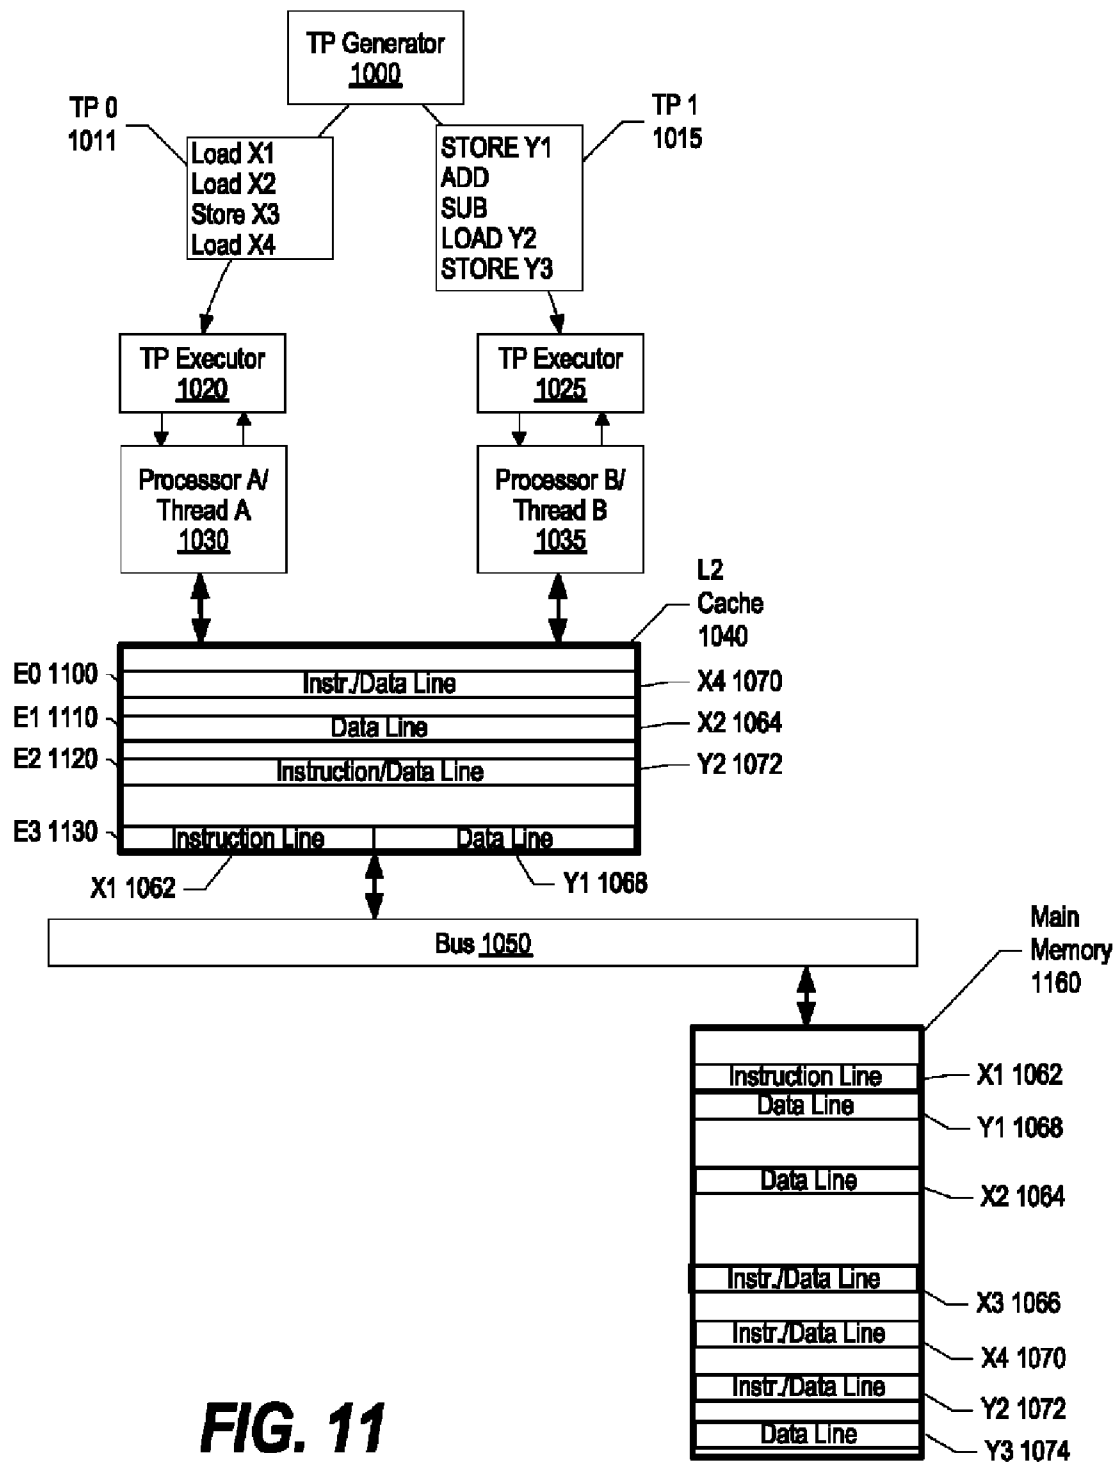 TP Generator
1000
TP 0
1011
TP 1
1015
Load X1
Load X2
Store X3
Load X4
STORE Y1
ADD
SUB
LOAD Y2
STORE Y3
TP Executor
1020
TP Executor
1025
Processor A/
Thread A
1030
Processor B/
Thread B
1035
L2
Cache
1040
E0 1100
Instr./Data Line
X4 1070
E1 1110
Data Line
X2 1064
E2 1120
Instruction/Data Line
Y2 1072
E3 1130
Instruction Line
Data Line
X1 1062
Y1 1068
Bus 1050
Main
Memory
1160
Instruction Line
X1 1062
Data Line
Y1 1068
Data Line
X2 1064
Instr./Data Line
X3 1066
Instr./Data Line
X4 1070
Instr./Data Line
Y2 1072
Data Line
Y3 1074
FIG. 11